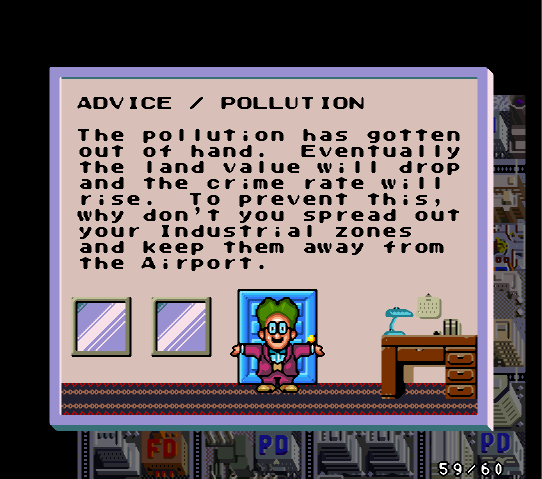 ADVICE / POLLUTION
The pollution has gotten
out of hand.  Eventually
the land value will drop
and the crime rate will
rise.  To prevent this,
why don't you spread out
your Industrial zones
and keep them away from
the Airport.
FD PD PD
59/60